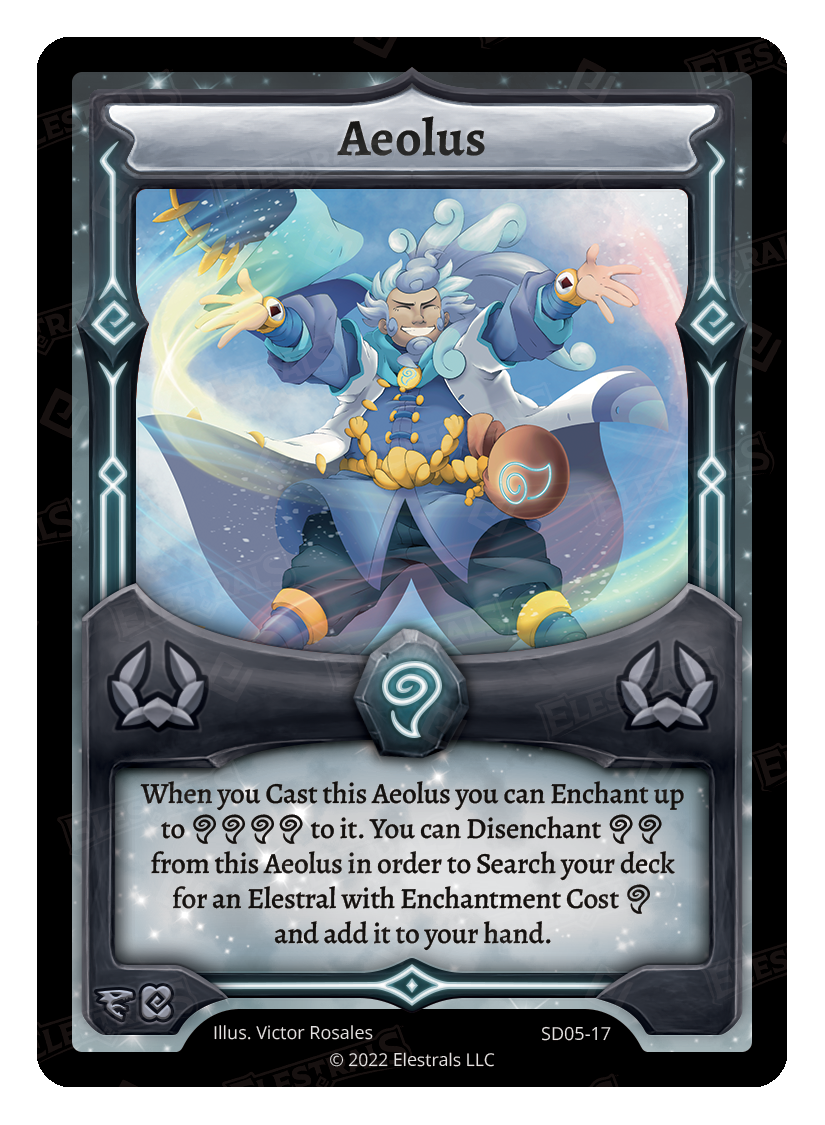 Aeolus
When you Cast this Aeolus you can Enchant up
to to it. You can Disenchant
from this Aeolus in order to Search your deck
for an Elestral with Enchantment Cost
and add it to your hand.
Illus. Victor Rosales
SD05-17
© 2022 Elestrals LLC